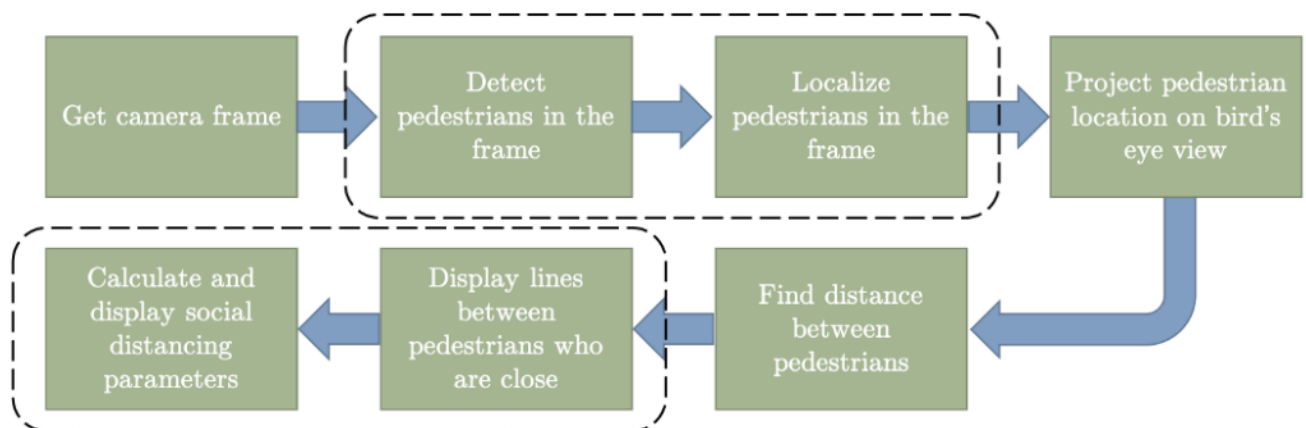 Get camera frame
Detect
pedestrians in the
frame
Localize
pedestrians in the
frame
Project pedestrian
location on bird's
eye view
Find distance
between
pedestrians
Display lines
between
pedestrians who
are close
Calculate and
display social
distancing
parameters